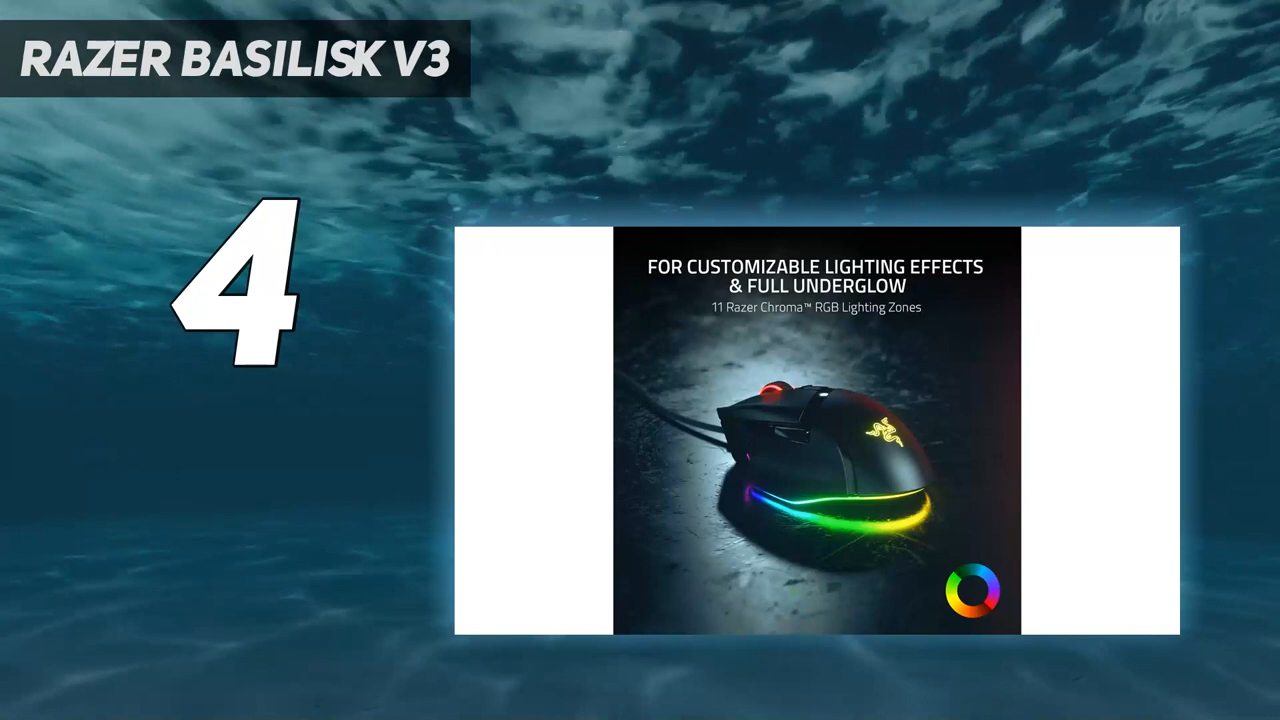 RAZER BASILISK V3
4
FOR CUSTOMIZABLE LIGHTING EFFECTS
& FULL UNDERGLOW
11 Razer Chroma™ RGB Lighting Zones